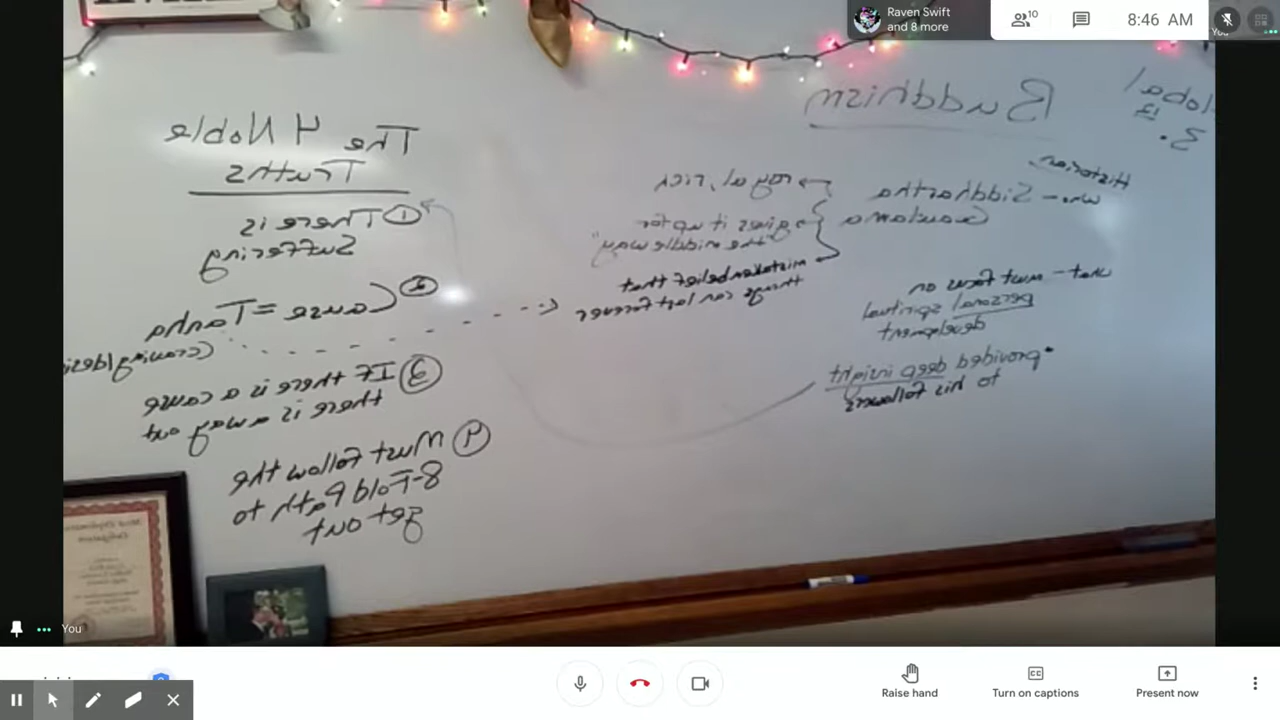 Raven Swift
and 8 more
10
8:46 AM
You
Buddhism
Historian
who - Siddhartha
Gautama
royal, rich
gives it up for
"the middle way"
mistaken belief that
things can last forever
what - must focus on
personal spiritual
development
• provided deep insight
to his followers
The 4 Noble
Truths
① There is
Suffering
② Cause = Tanha
(craving/desi
③ If there is a cause
there is a way out
④ Must follow the
8-Fold Path to
get out
You
Raise hand
Turn on captions
Present now